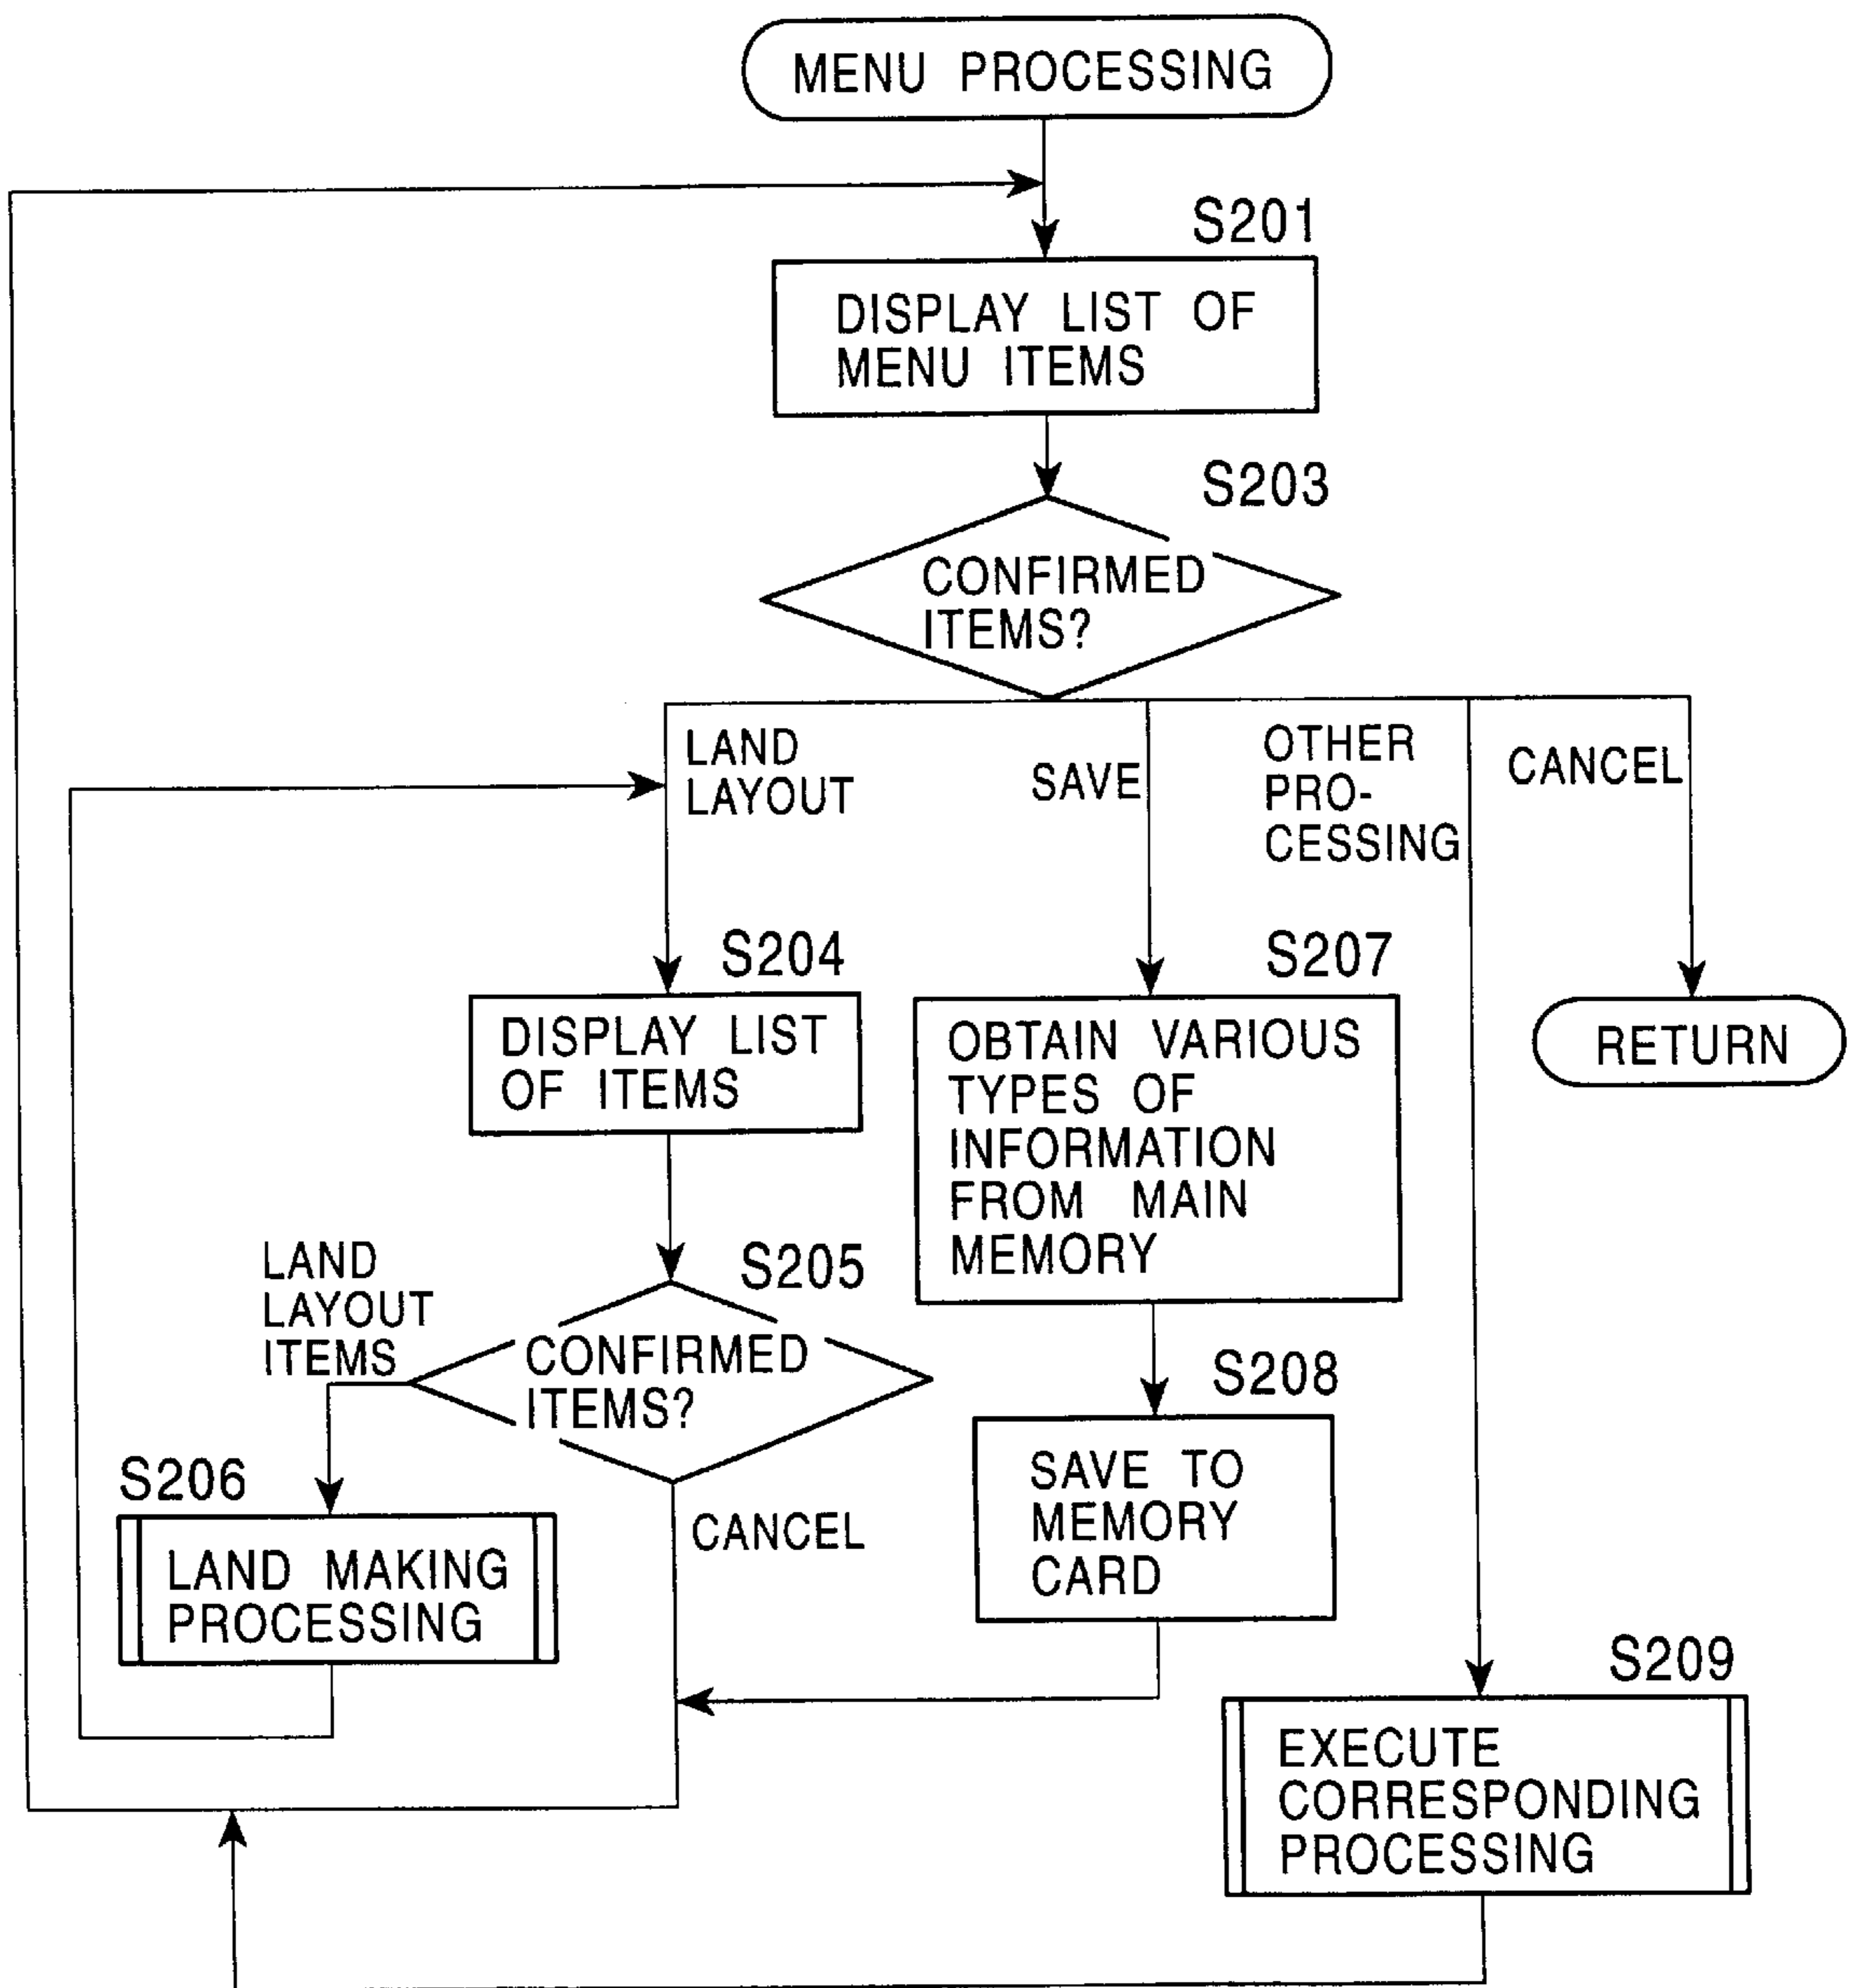 MENU PROCESSING
S201
DISPLAY LIST OF
MENU ITEMS
S203
CONFIRMED
ITEMS?
LAND
LAYOUT
SAVE
OTHER
PRO-
CESSING
CANCEL
S204
DISPLAY LIST
OF ITEMS
S207
OBTAIN VARIOUS
TYPES OF
INFORMATION
FROM MAIN
MEMORY
RETURN
LAND
LAYOUT
ITEMS
S205
CONFIRMED
ITEMS?
S208
SAVE TO
MEMORY
CARD
S206
LAND MAKING
PROCESSING
CANCEL
S209
EXECUTE
CORRESPONDING
PROCESSING